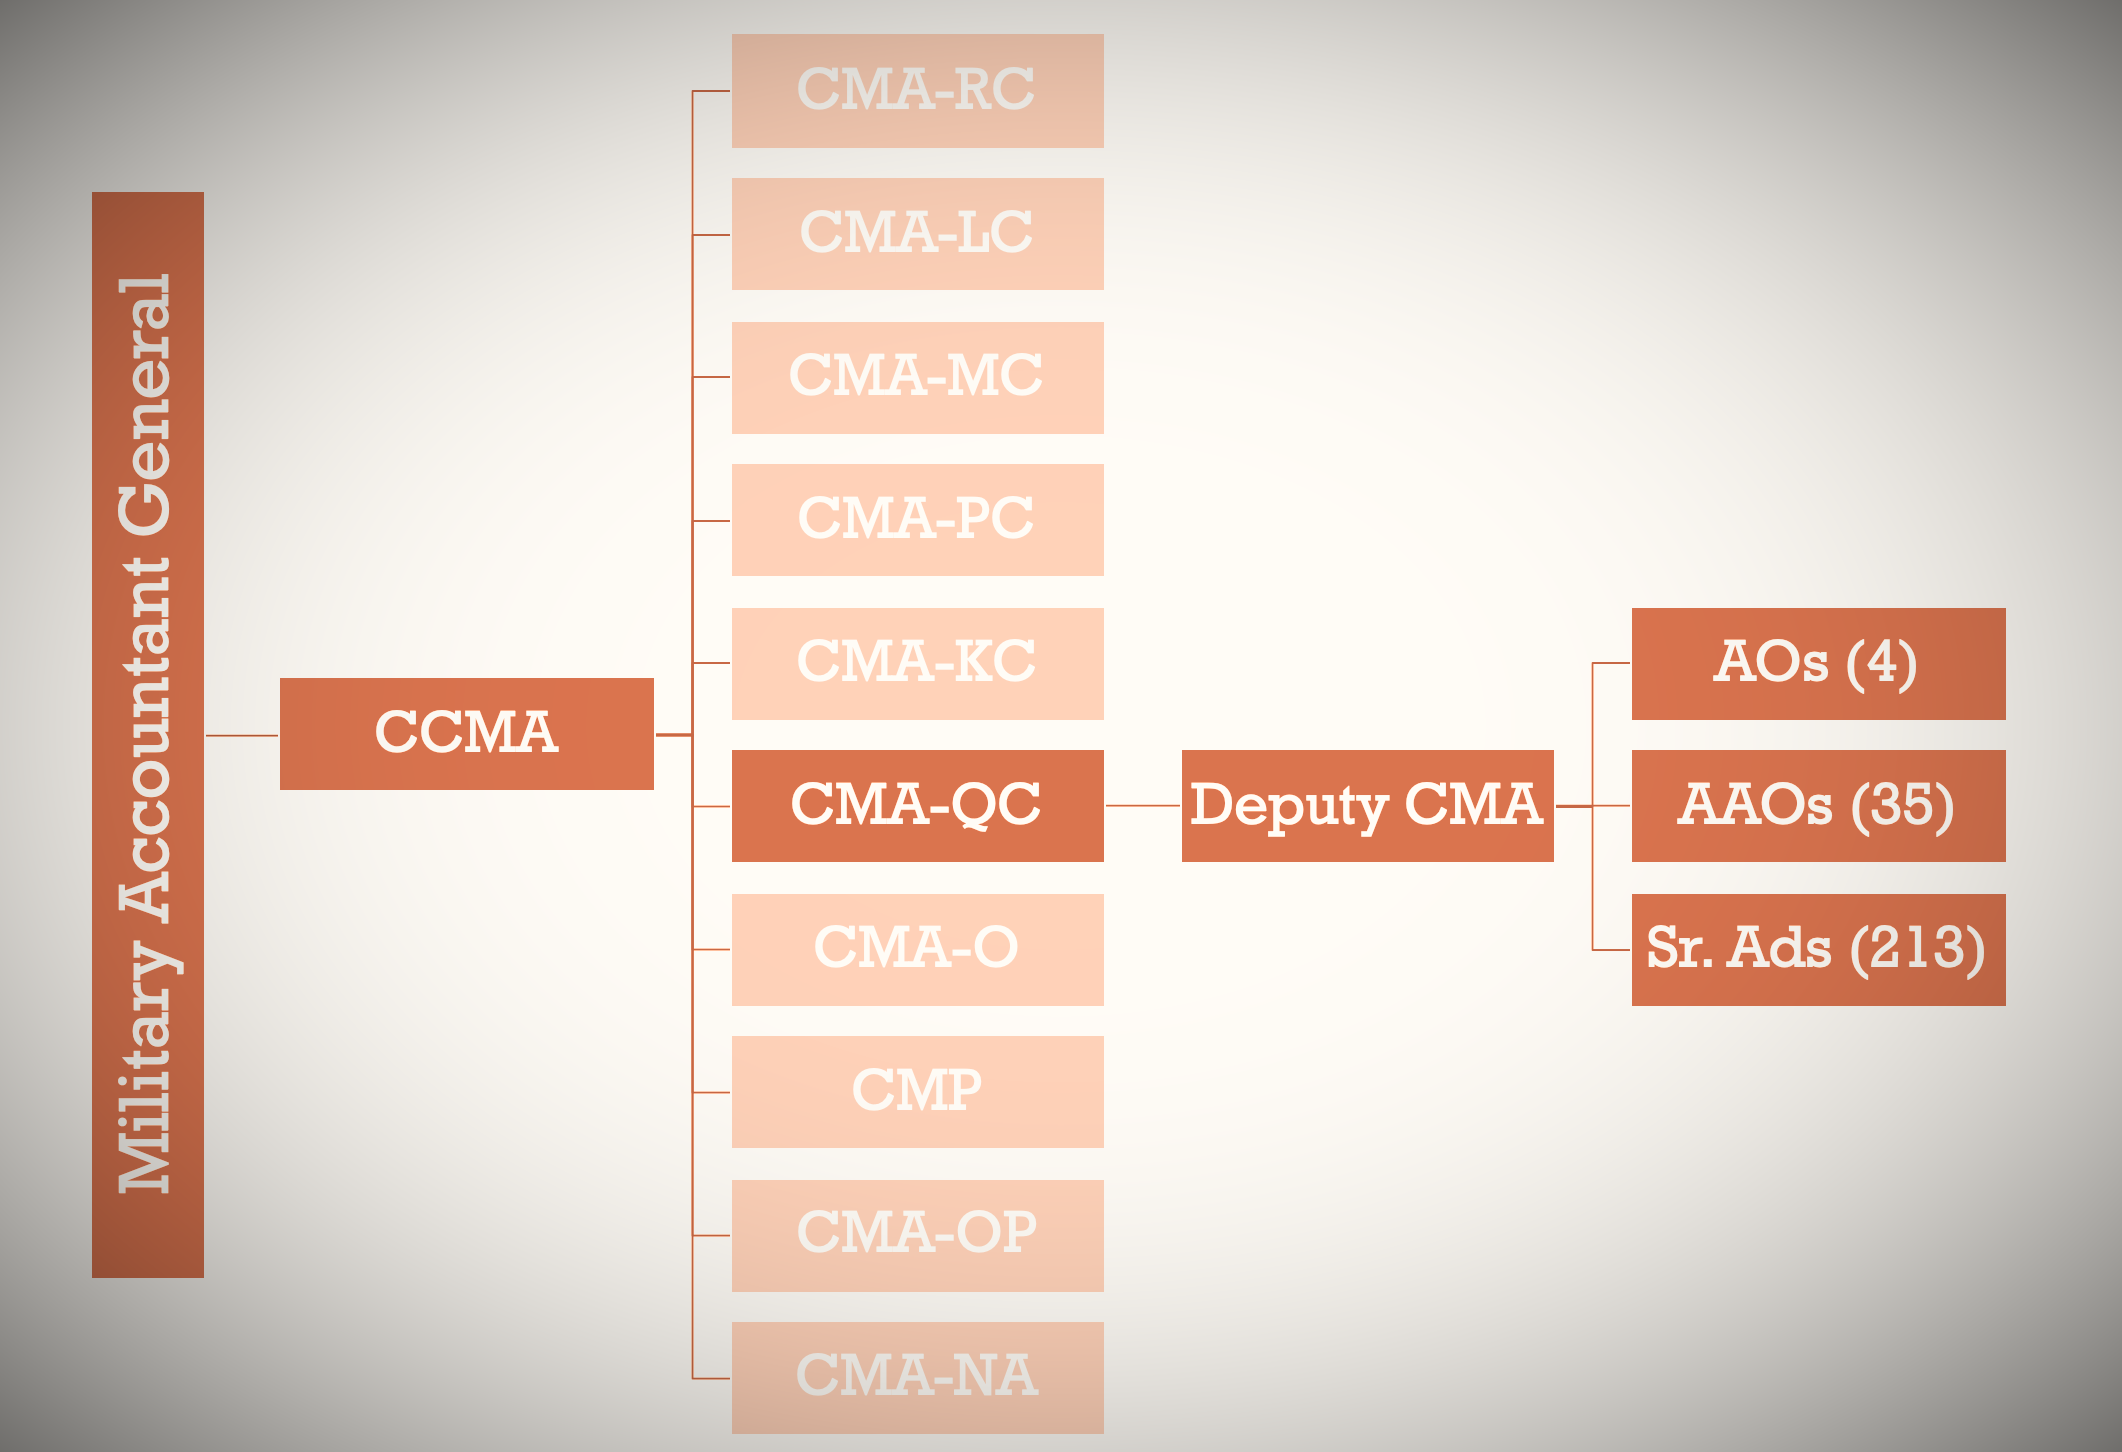 Military Accountant General
CCMA
CMA-RC
CMA-LC
CMA-MC
CMA-PC
CMA-KC
CMA-QC
CMA-O
CMP
CMA-OP
CMA-NA
Deputy CMA
AOs (4)
AAOs (35)
Sr. Ads (213)